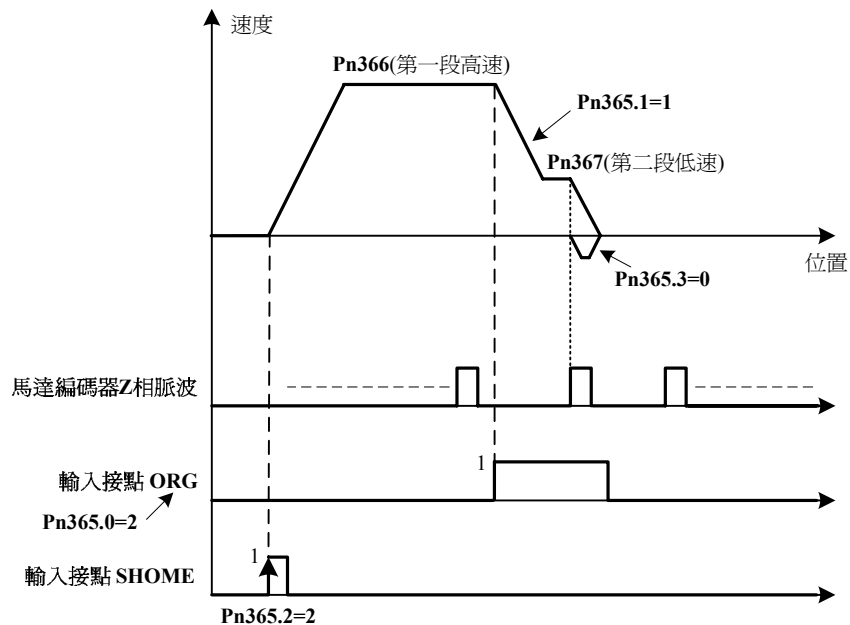 速度
Pn366(第一段高速)
Pn365.1=1
Pn367(第二段低速)
位置
Pn365.3=0
馬達編碼器Z相脈波
1
輸入接點 ORG
Pn365.0=2
1
輸入接點 SHOME
Pn365.2=2